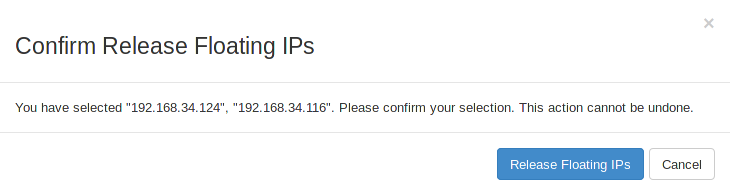 ×
Confirm Release Floating IPs
You have selected "192.168.34.124", "192.168.34.116". Please confirm your selection. This action cannot be undone.
Release Floating IPs
Cancel